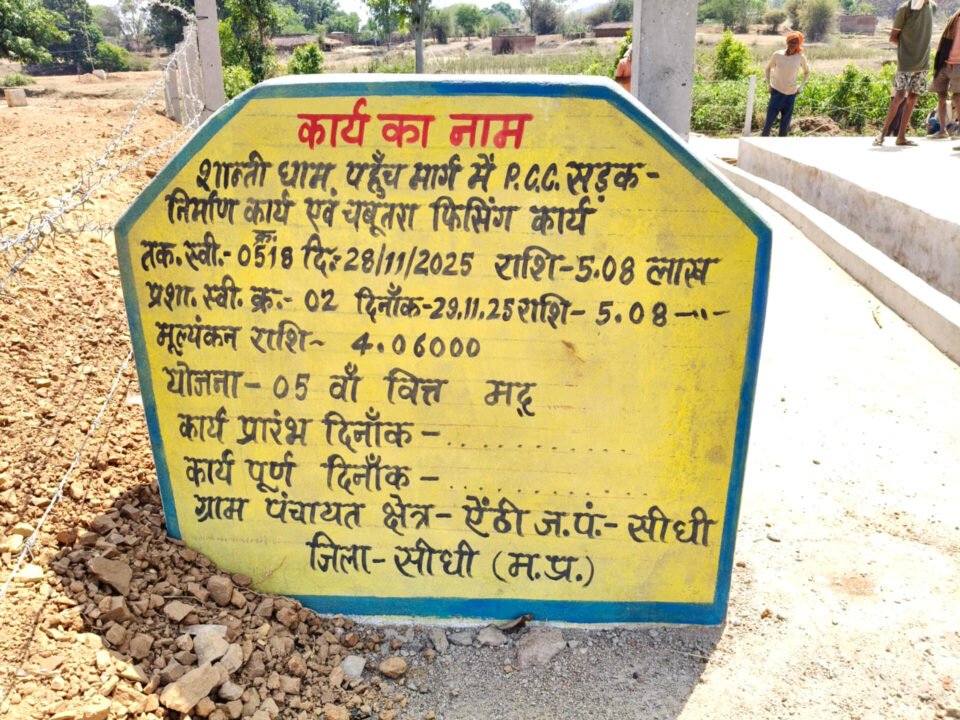 कार्य का नाम
शान्ती धाम पहुँच मार्ग में P.C.C. सड़क-
निर्माण कार्य एवं चबूतरा फिसिंग कार्य
तक. स्वी.- क्र. 0518 दि: 28/11/2025 राशि-5.08 लाख
प्रशा. स्वी. क्र.- 02 दिनाँक-29.11.25 राशि- 5.08 -"-
मूल्यंकन राशि- 4.06000
योजना- 05 वाँ वित्त मद्
कार्य प्रारंभ दिनाँक - ..............
कार्य पूर्ण दिनाँक - ..............
ग्राम पंचायत क्षेत्र- ऐंठी ज.पं.- सीधी
जिला-सीधी (म.प्र.)